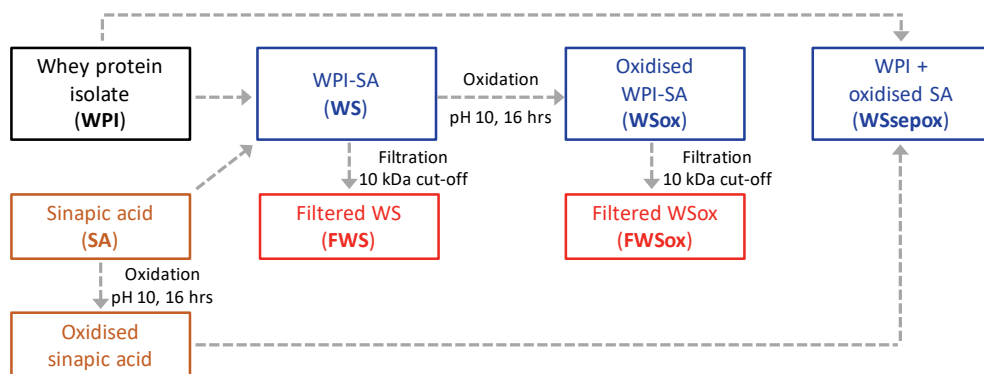 Whey protein
isolate
(WPI)
WPI-SA
(WS)
Oxidation
pH 10, 16 hrs
Oxidised
WPI-SA
(WSox)
WPI +
oxidised SA
(WSsepox)
Filtration
10 kDa cut-off
Filtration
10 kDa cut-off
Sinapic acid
(SA)
Filtered WS
(FWS)
Filtered WSox
(FWSox)
Oxidation
pH 10, 16 hrs
Oxidised
sinapic acid